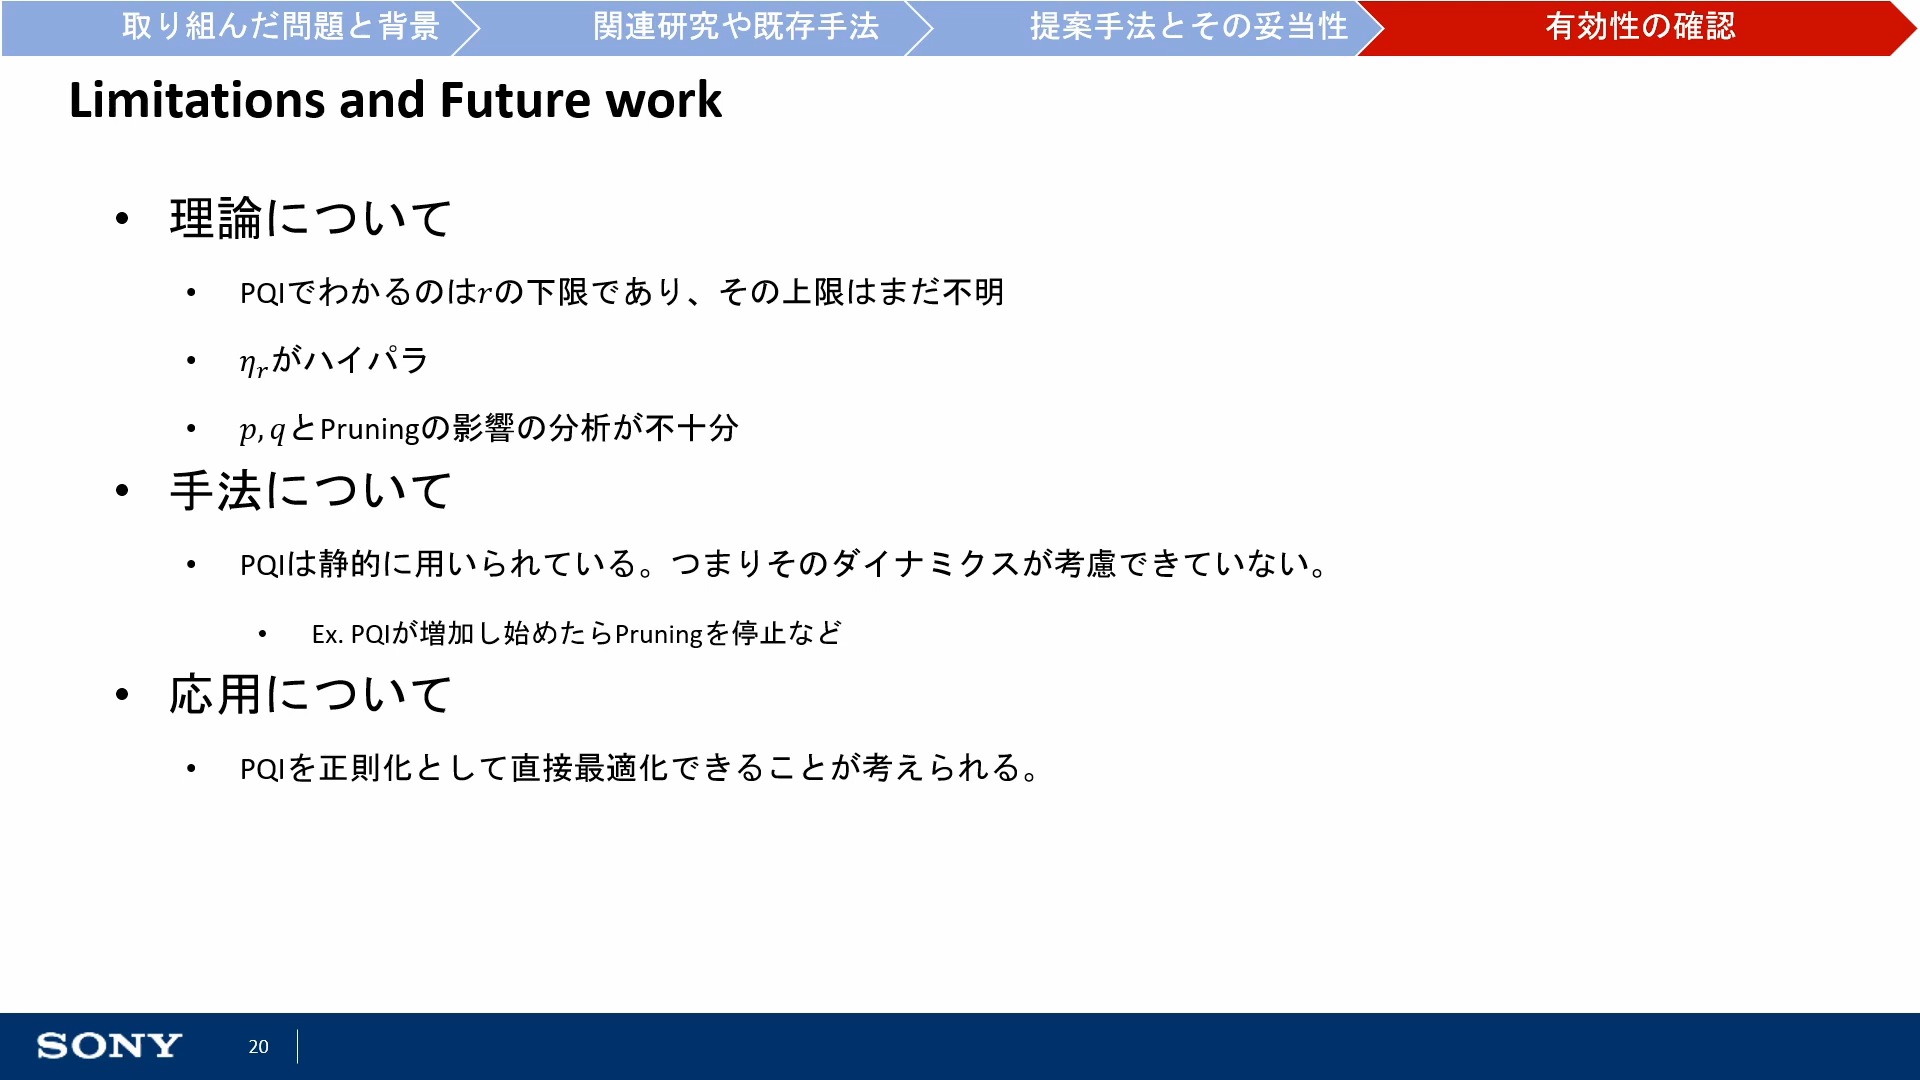 取り組んだ問題と背景
関連研究や既存手法
提案手法とその妥当性
有効性の確認
Limitations and Future work
• 理論について
• PQIでわかるのはrの下限であり、その上限はまだ不明
• ηrがハイパラ
• p, qとPruningの影響の分析が不十分
• 手法について
• PQIは静的に用いられている。つまりそのダイナミクスが考慮できていない。
• Ex. PQIが増加し始めたらPruningを停止など
• 応用について
• PQIを正則化として直接最適化できることが考えられる。
SONY
20